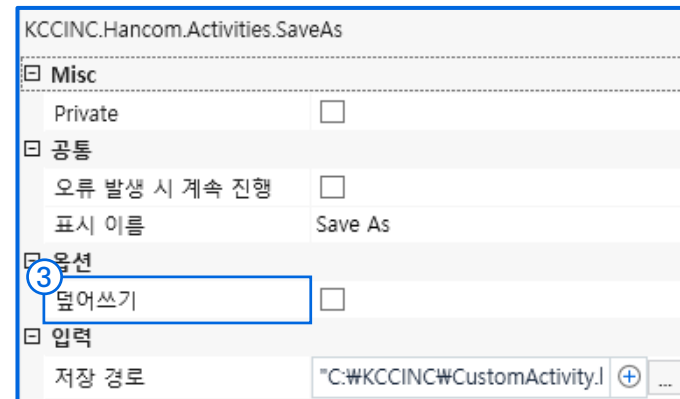 KCCINC.Hancom.Activities.SaveAs
Misc
Private
공통
오류 발생 시 계속 진행
표시 이름 Save As
옵션
3
덮어쓰기
입력
저장 경로 "C:₩KCCINC₩CustomActivity.l ...